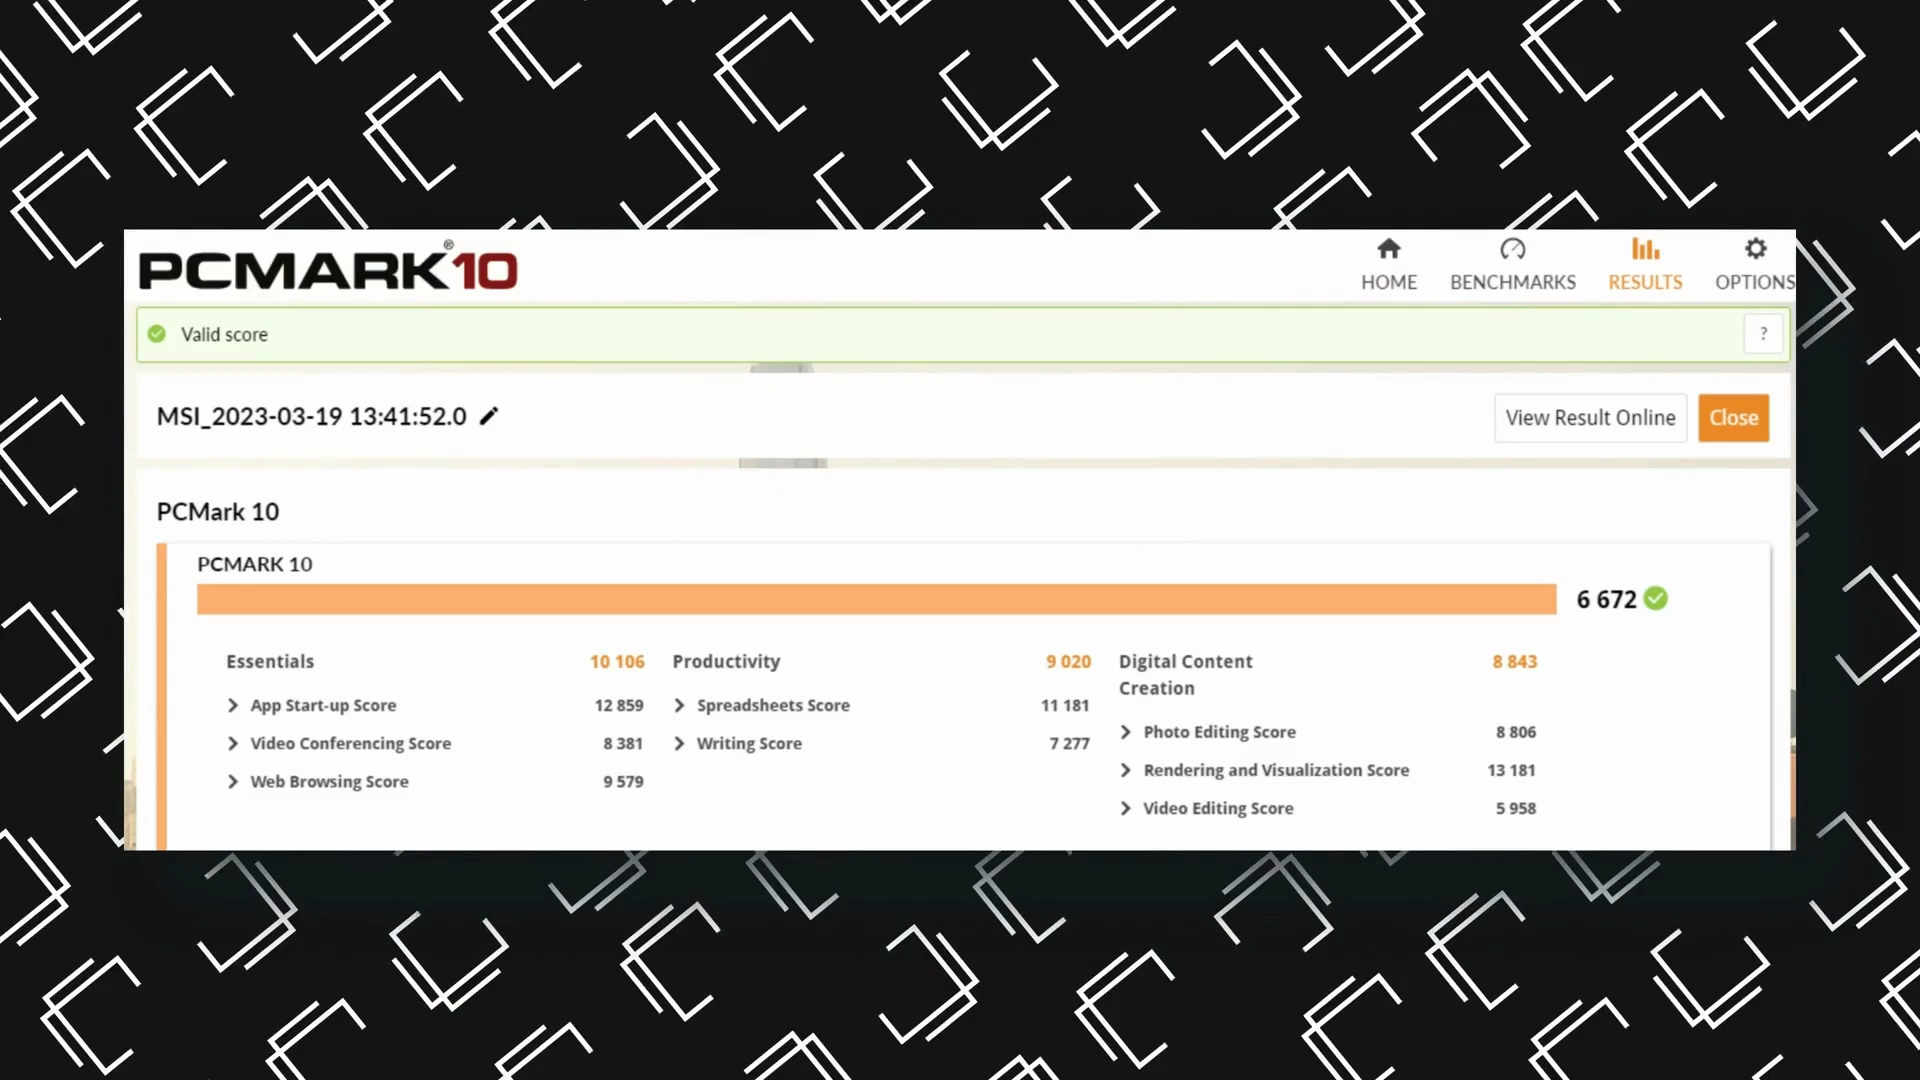 PCMARK®10
HOME
BENCHMARKS
RESULTS
OPTIONS
Valid score
?
MSI_2023-03-19 13:41:52.0
View Result Online
Close
PCMark 10
PCMARK 10
6 672
Essentials 10 106
App Start-up Score 12 859
Video Conferencing Score 8 381
Web Browsing Score 9 579
Productivity 9 020
Spreadsheets Score 11 181
Writing Score 7 277
Digital Content 8 843
Creation
Photo Editing Score 8 806
Rendering and Visualization Score 13 181
Video Editing Score 5 958